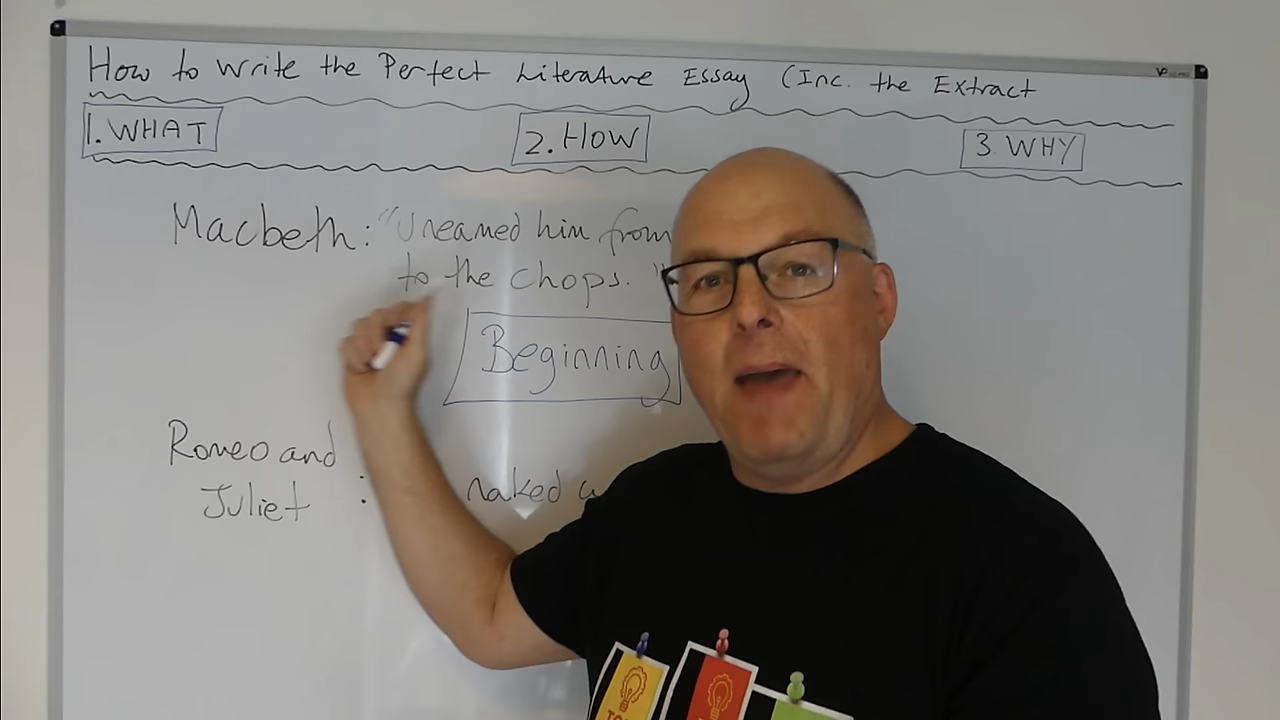 How to Write the Perfect Literature Essay (Inc. the Extract
1. WHAT
2. HOW
3. WHY
Macbeth: "Uneamed him from
to the chops."
Beginning
Romeo and
Juliet :
naked